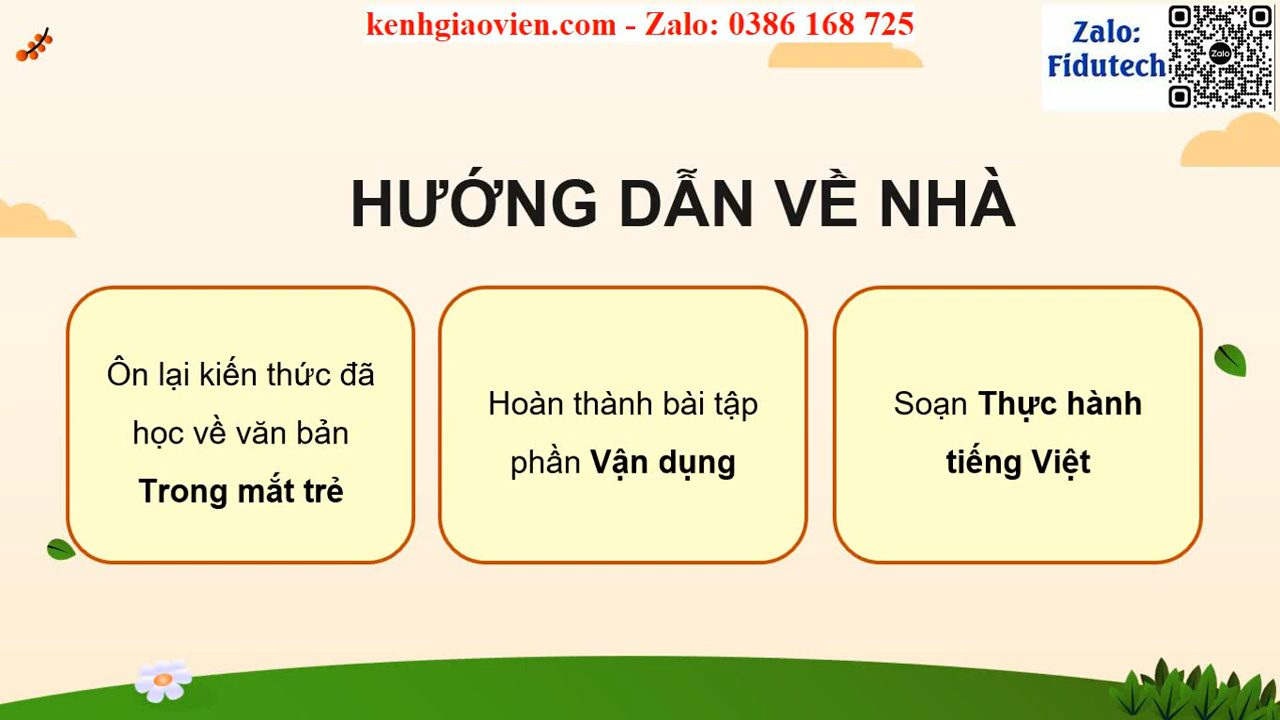 kenhgiaovien.com - Zalo: 0386 168 725
Zalo:
Fidutech
Zalo
HƯỚNG DẪN VỀ NHÀ
Ôn lại kiến thức đã
học về văn bản
Trong mắt trẻ
Hoàn thành bài tập
phần Vận dụng
Soạn Thực hành
tiếng Việt